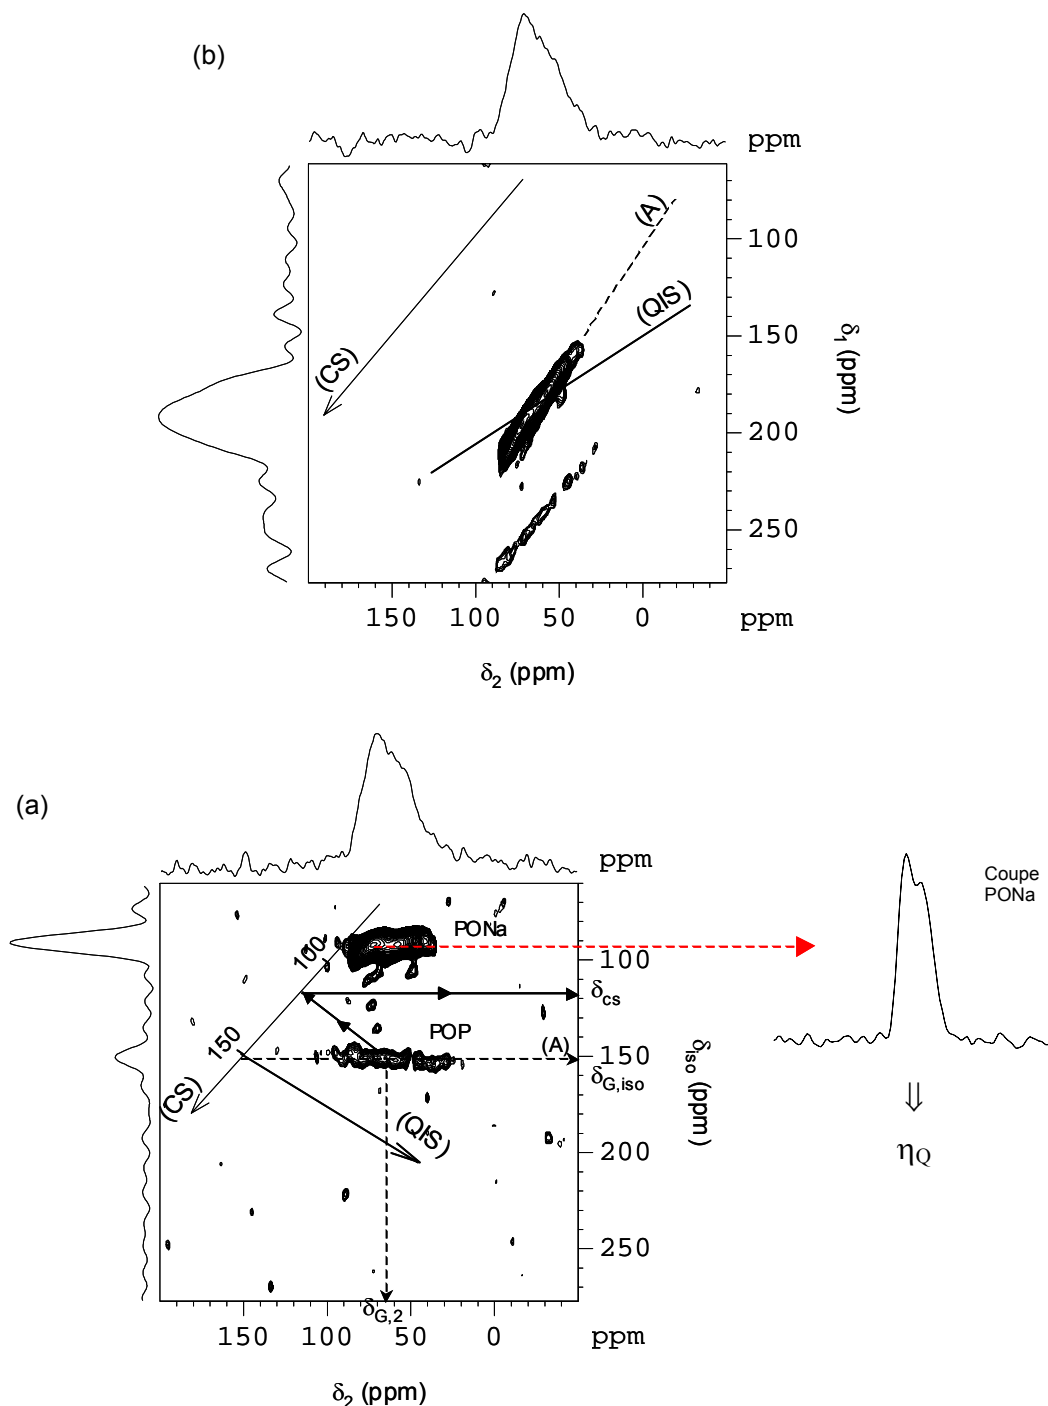 (b)
ppm
(A)
100
(QIS)
150
δ1 (ppm)
(CS)
200
250
150 100 50 0 ppm
δ2 (ppm)
(a)
ppm
Coupe
PONa
PONa
100
100
δcs
POP
150
(A)
150
δG,iso
δiso (ppm)
(CS)
(QIS)
200
ηQ
250
δG,2
150 100 50 0 ppm
δ2 (ppm)